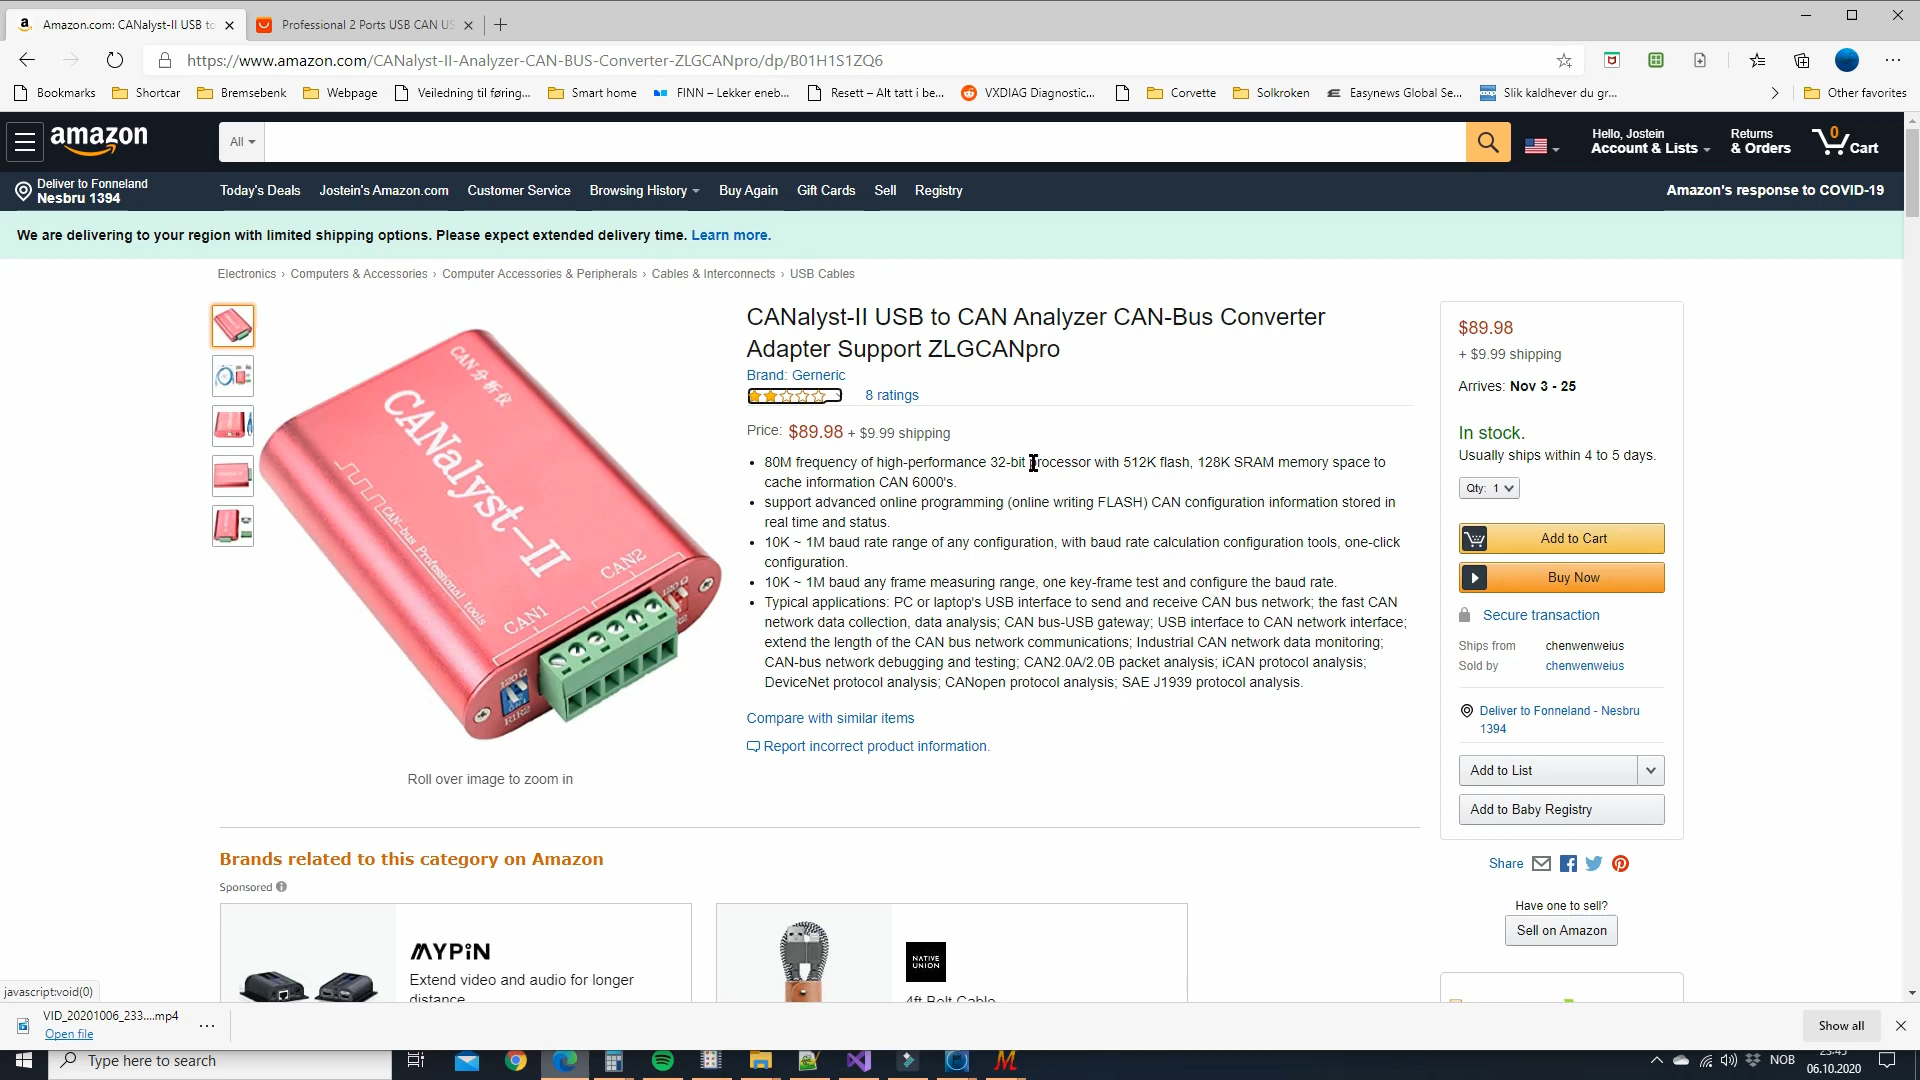 Amazon.com: CANalyst-II USB to
Professional 2 Ports USB CAN US
https://www.amazon.com/CANalyst-II-Analyzer-CAN-BUS-Converter-ZLGCANpro/dp/B01H1S1ZQ6
Bookmarks
Shortcar
Bremsebenk
Webpage
Veiledning til føring...
Smart home
FINN – Lekker eneb...
Resett – Alt tatt i be...
VXDIAG Diagnostic...
Corvette
Solkroken
Easynews Global Se...
Slik kaldhever du gr...
Other favorites
amazon
All
Hello, Jostein
Account & Lists
Returns
& Orders
0
Cart
Deliver to Fonneland
Nesbru 1394
Today's Deals
Jostein's Amazon.com
Customer Service
Browsing History
Buy Again
Gift Cards
Sell
Registry
Amazon's response to COVID-19
We are delivering to your region with limited shipping options. Please expect extended delivery time. Learn more.
Electronics › Computers & Accessories › Computer Accessories & Peripherals › Cables & Interconnects › USB Cables
CAN分析仪
CANalyst-II
CAN-bus Professional tools
CAN1
CAN2
120Ω
R1R2
120Ω
Roll over image to zoom in
CANalyst-II USB to CAN Analyzer CAN-Bus Converter
Adapter Support ZLGCANpro
Brand: Gerneric
8 ratings
Price: $89.98 + $9.99 shipping
• 80M frequency of high-performance 32-bit processor with 512K flash, 128K SRAM memory space to
cache information CAN 6000's.
• support advanced online programming (online writing FLASH) CAN configuration information stored in
real time and status.
• 10K ~ 1M baud rate range of any configuration, with baud rate calculation configuration tools, one-click
configuration.
• 10K ~ 1M baud any frame measuring range, one key-frame test and configure the baud rate.
• Typical applications: PC or laptop's USB interface to send and receive CAN bus network; the fast CAN
network data collection, data analysis; CAN bus-USB gateway; USB interface to CAN network interface;
extend the length of the CAN bus network communications; Industrial CAN network data monitoring;
CAN-bus network debugging and testing; CAN2.0A/2.0B packet analysis; iCAN protocol analysis;
DeviceNet protocol analysis; CANopen protocol analysis; SAE J1939 protocol analysis.
Compare with similar items
Report incorrect product information.
$89.98
+ $9.99 shipping
Arrives: Nov 3 - 25
In stock.
Usually ships within 4 to 5 days.
Qty: 1
Add to Cart
Buy Now
Secure transaction
Ships from chenwenweius
Sold by chenwenweius
Deliver to Fonneland - Nesbru
1394
Add to List
Add to Baby Registry
Share
Have one to sell?
Sell on Amazon
Brands related to this category on Amazon
Sponsored
MYPiN
Extend video and audio for longer
distance
NATIVE
UNION
4ft Belt Cable
javascript:void(0)
VID_20201006_233....mp4
Open file
Show all
Type here to search
NOB
23:45
06.10.2020